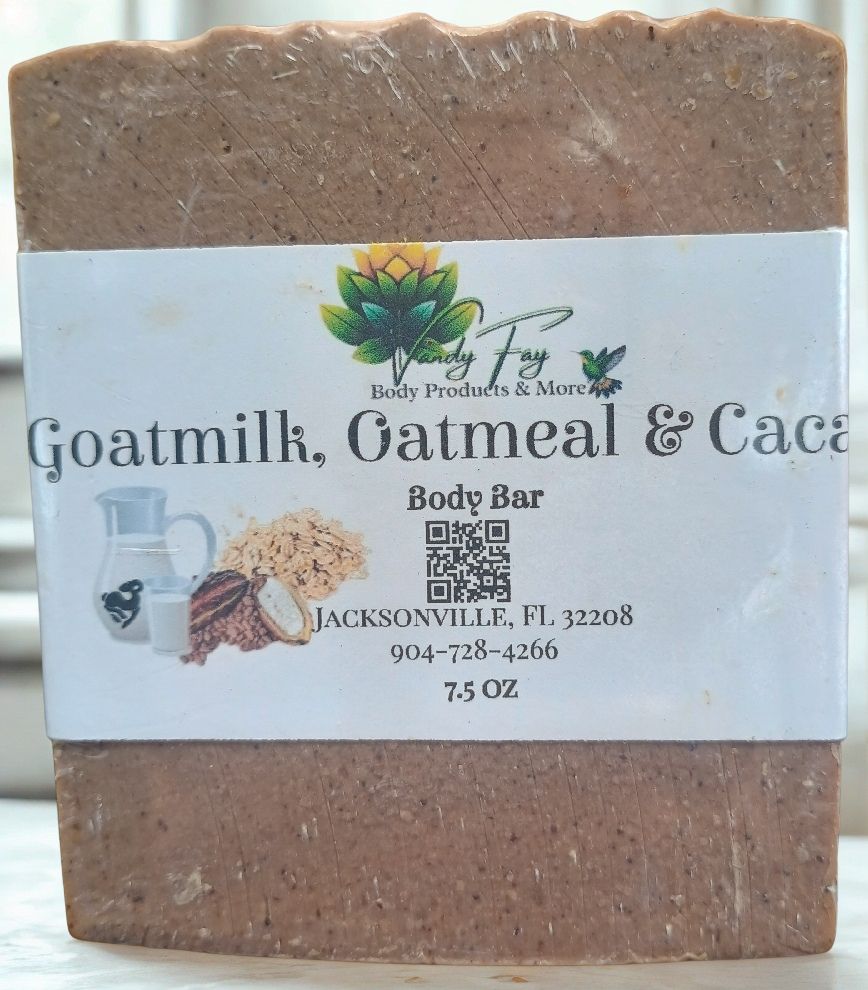 Vandy Fay
Body Products & More
Goatmilk, Oatmeal & Caca
Body Bar
Jacksonville, FL 32208
904-728-4266
7.5 OZ